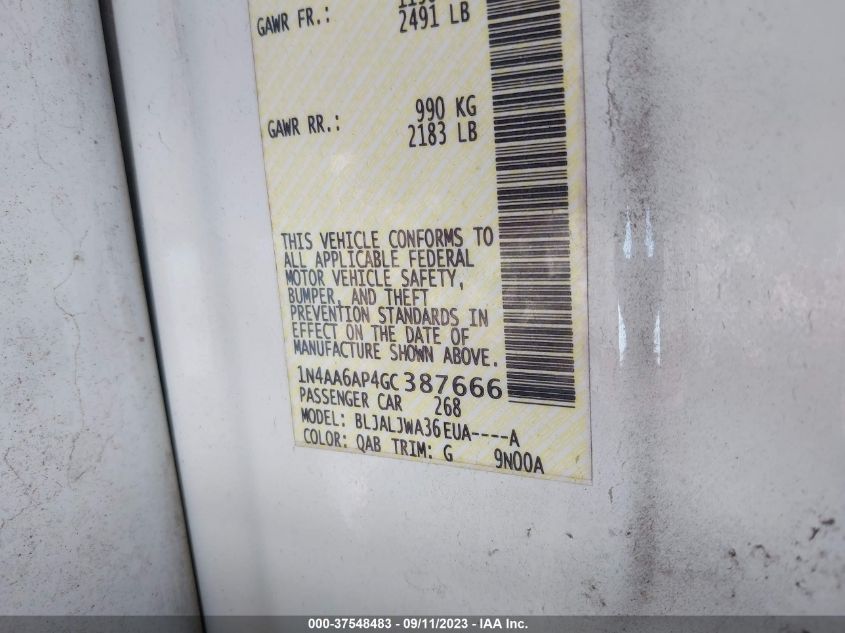 GAWR FR.:
2491 LB
GAWR RR.: 990 KG
2183 LB
THIS VEHICLE CONFORMS TO
ALL APPLICABLE FEDERAL
MOTOR VEHICLE SAFETY,
BUMPER, AND THEFT
PREVENTION STANDARDS IN
EFFECT ON THE DATE OF
MANUFACTURE SHOWN ABOVE.
1N4AA6AP4GC387666
PASSENGER CAR 268
MODEL: BLJALJWA36EUA----A
COLOR: QAB TRIM: G 9N00A
000-37548483 - 09/11/2023 - IAA Inc.